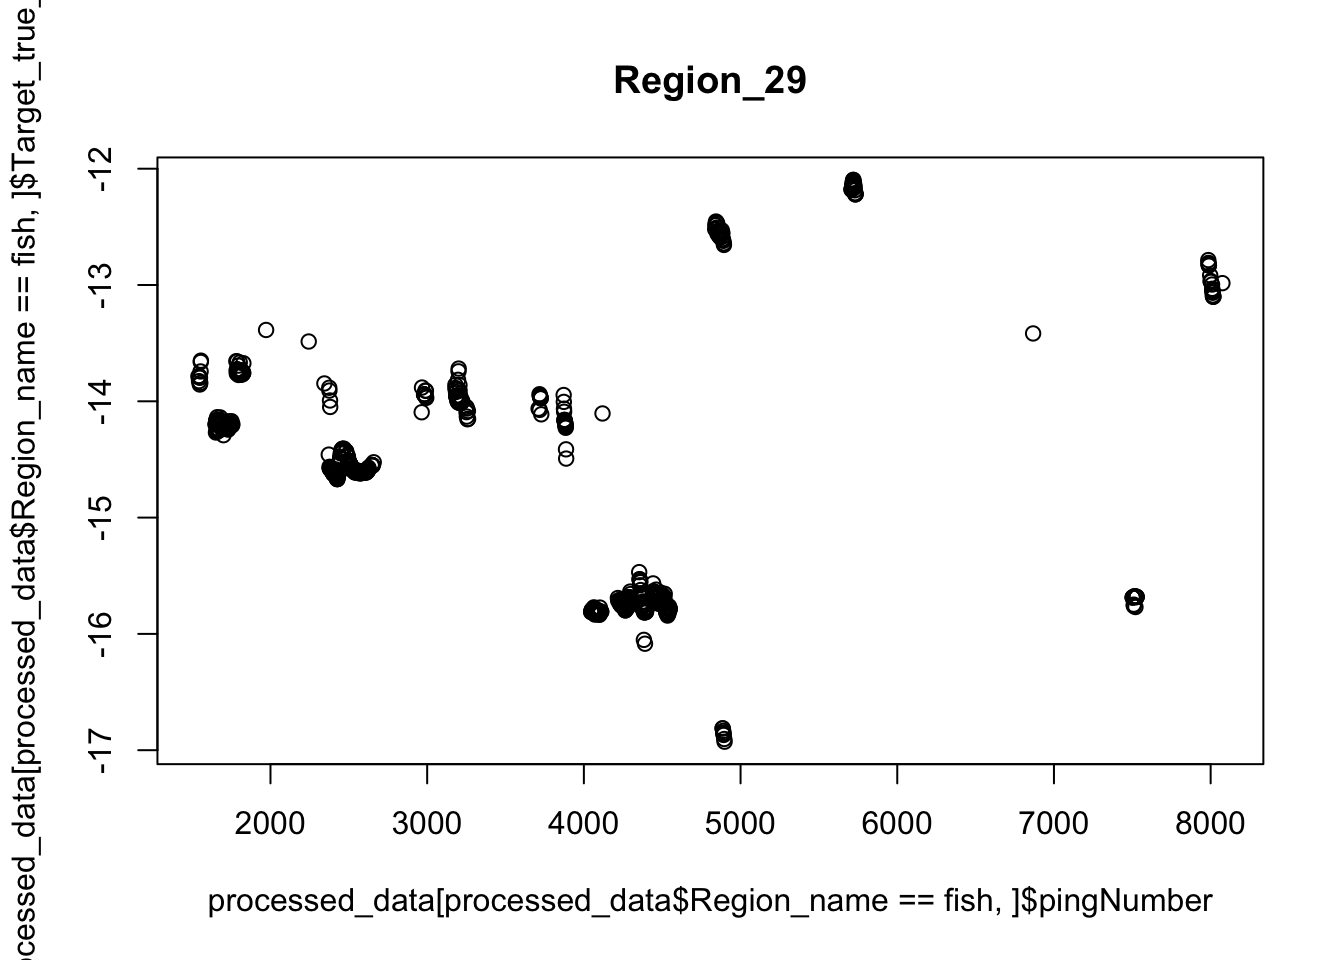 Region_29
processed_data[processed_data$Region_name == fish, ]$Target_true_
-12
-13
-14
-15
-16
-17
2000 3000 4000 5000 6000 7000 8000
processed_data[processed_data$Region_name == fish, ]$pingNumber